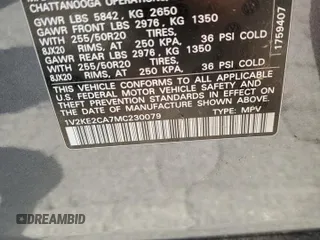 CHATTANOOGA OPERATIONS
GVWR LBS 5842, KG 2650
GAWR FRONT LBS 2976, KG 1350
WITH 255/50R20 TIRES,
8JX20 RIMS, AT 250 KPA, 36 PSI COLD
GAWR REAR LBS 2976, KG 1350
WITH 255/50R20 TIRES,
8JX20 RIMS, AT 250 KPA, 36 PSI COLD
THIS VEHICLE CONFORMS TO ALL APPLICABLE
FEDERAL MOTOR VEHICLE SAFETY
STANDARDS IN EFFECT ON THE
DATE OF MANUFACTURE SHOWN ABOVE.
1V2KE2CA7MC230079 TYPE: MPV
1759407
DREAMBID